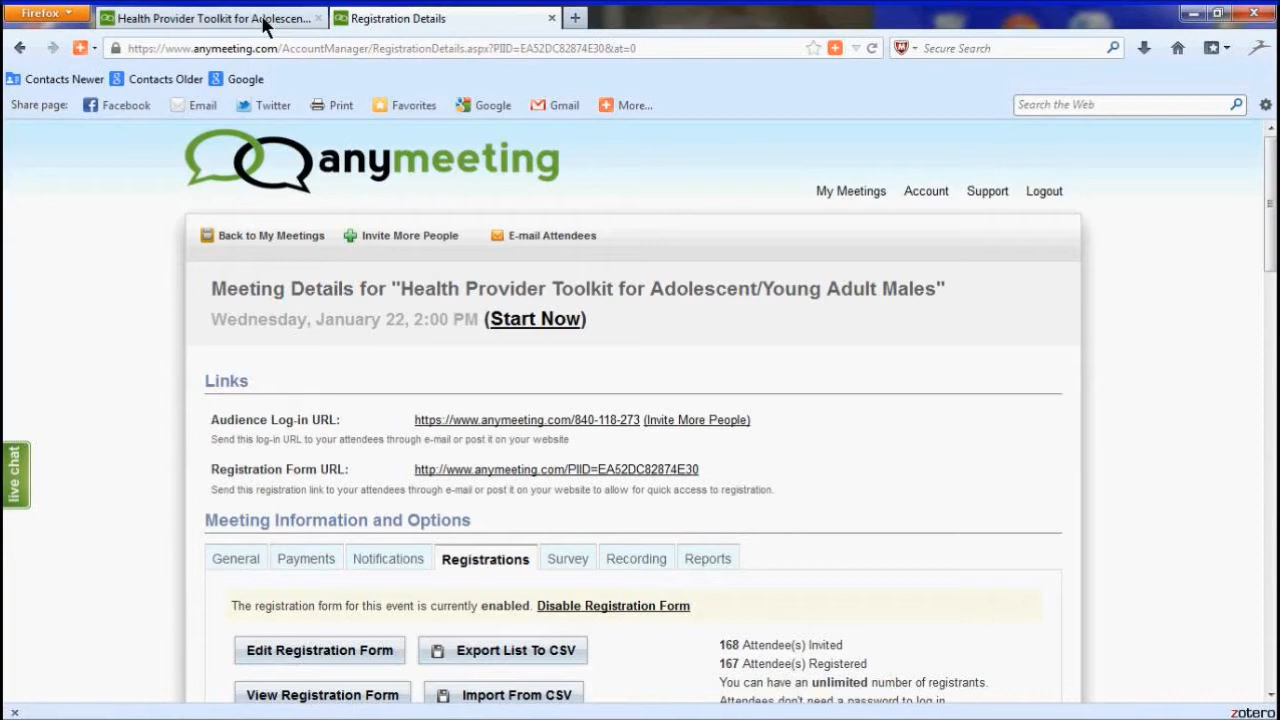 Firefox
Health Provider Toolkit for Adolescen...
Registration Details
https://www.anymeeting.com/AccountManager/RegistrationDetails.aspx?PIID=EA52DC82874E30&at=0
Secure Search
Contacts Newer
Contacts Older
Google
Share page:
Facebook
Email
Twitter
Print
Favorites
Google
Gmail
More...
Search the Web
anymeeting
My Meetings
Account
Support
Logout
Back to My Meetings
Invite More People
E-mail Attendees
Meeting Details for "Health Provider Toolkit for Adolescent/Young Adult Males"
Wednesday, January 22, 2:00 PM (Start Now)
Links
Audience Log-in URL: https://www.anymeeting.com/840-118-273 (Invite More People)
Send this log-in URL to your attendees through e-mail or post it on your website
Registration Form URL: http://www.anymeeting.com/PIID=EA52DC82874E30
Send this registration link to your attendees through e-mail or post it on your website to allow for quick access to registration.
Meeting Information and Options
General
Payments
Notifications
Registrations
Survey
Recording
Reports
The registration form for this event is currently enabled. Disable Registration Form
Edit Registration Form
Export List To CSV
168 Attendee(s) Invited
167 Attendee(s) Registered
You can have an unlimited number of registrants.
View Registration Form
Import From CSV
Attendees don't need a password to log in
live chat
zotero